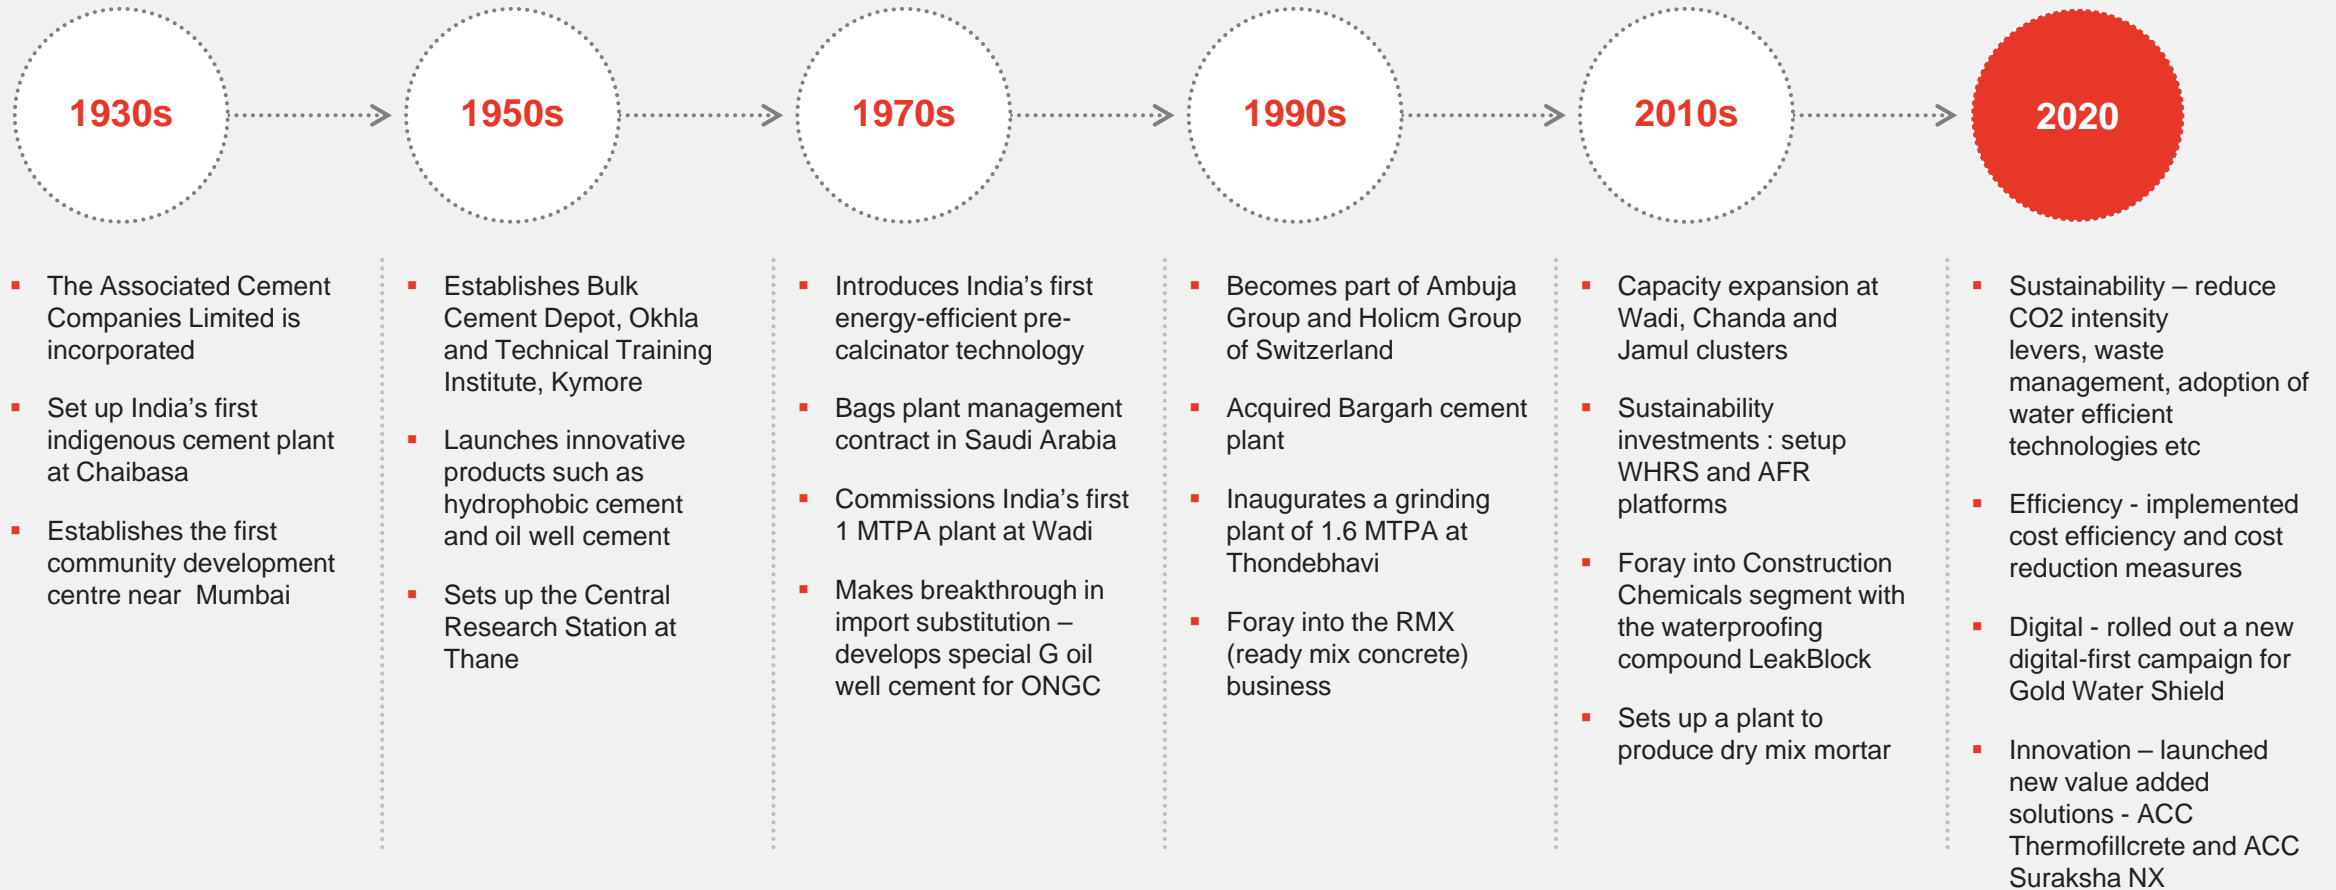 1930s
1950s
1970s
1990s
2010s
2020
▪ The Associated Cement
Companies Limited is
incorporated
▪ Set up India's first
indigenous cement plant
at Chaibasa
▪ Establishes the first
community development
centre near  Mumbai
▪ Establishes Bulk
Cement Depot, Okhla
and Technical Training
Institute, Kymore
▪ Launches innovative
products such as
hydrophobic cement
and oil well cement
▪ Sets up the Central
Research Station at
Thane
▪ Introduces India's first
energy-efficient pre-
calcinator technology
▪ Bags plant management
contract in Saudi Arabia
▪ Commissions India's first
1 MTPA plant at Wadi
▪ Makes breakthrough in
import substitution –
develops special G oil
well cement for ONGC
▪ Becomes part of Ambuja
Group and Holicm Group
of Switzerland
▪ Acquired Bargarh cement
plant
▪ Inaugurates a grinding
plant of 1.6 MTPA at
Thondebhavi
▪ Foray into the RMX
(ready mix concrete)
business
▪ Capacity expansion at
Wadi, Chanda and
Jamul clusters
▪ Sustainability
investments : setup
WHRS and AFR
platforms
▪ Foray into Construction
Chemicals segment with
the waterproofing
compound LeakBlock
▪ Sets up a plant to
produce dry mix mortar
▪ Sustainability – reduce
CO2 intensity
levers, waste
management, adoption of
water efficient
technologies etc
▪ Efficiency - implemented
cost efficiency and cost
reduction measures
▪ Digital - rolled out a new
digital-first campaign for
Gold Water Shield
▪ Innovation – launched
new value added
solutions - ACC
Thermofillcrete and ACC
Suraksha NX